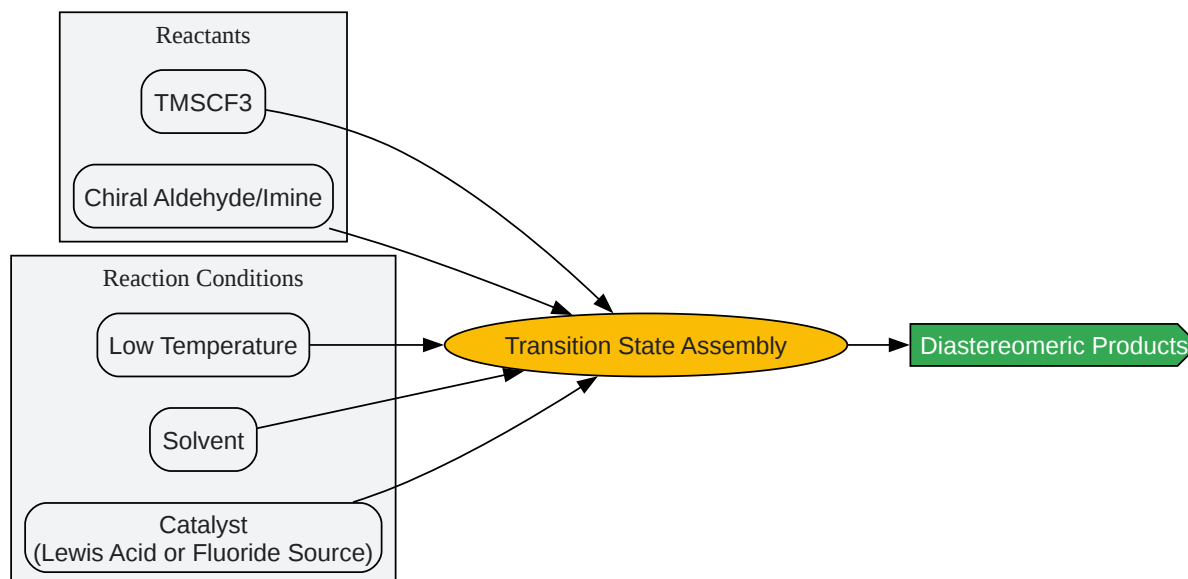 Reactants
TMSCF3
Chiral Aldehyde/Imine
Reaction Conditions
Low Temperature
Solvent
Catalyst
(Lewis Acid or Fluoride Source)
Transition State Assembly
Diastereomeric Products